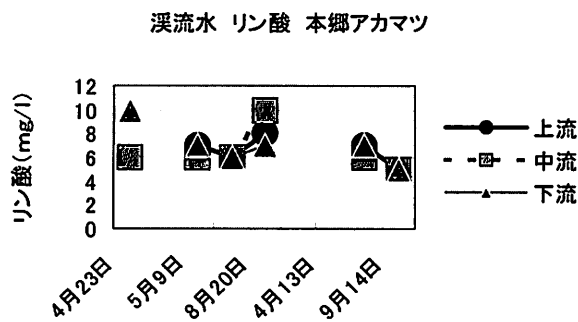 渓流水 リン酸 本郷アカマツ
リン酸(mg/l)
12
10
8
6
4
2
0
4月23日
5月9日
8月20日
4月13日
9月14日
上流
中流
下流